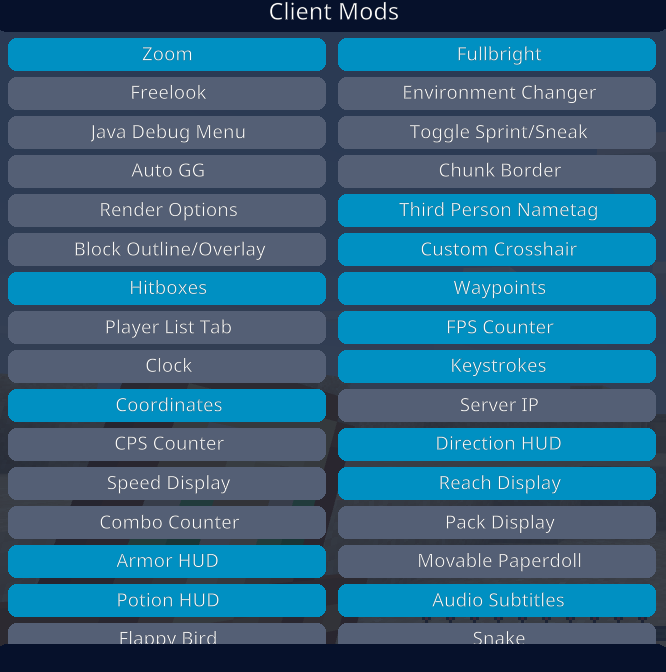 Client Mods
Zoom
Fullbright
Freelook
Environment Changer
Java Debug Menu
Toggle Sprint/Sneak
Auto GG
Chunk Border
Render Options
Third Person Nametag
Block Outline/Overlay
Custom Crosshair
Hitboxes
Waypoints
Player List Tab
FPS Counter
Clock
Keystrokes
Coordinates
Server IP
CPS Counter
Direction HUD
Speed Display
Reach Display
Combo Counter
Pack Display
Armor HUD
Movable Paperdoll
Potion HUD
Audio Subtitles
Flappy Bird
Snake